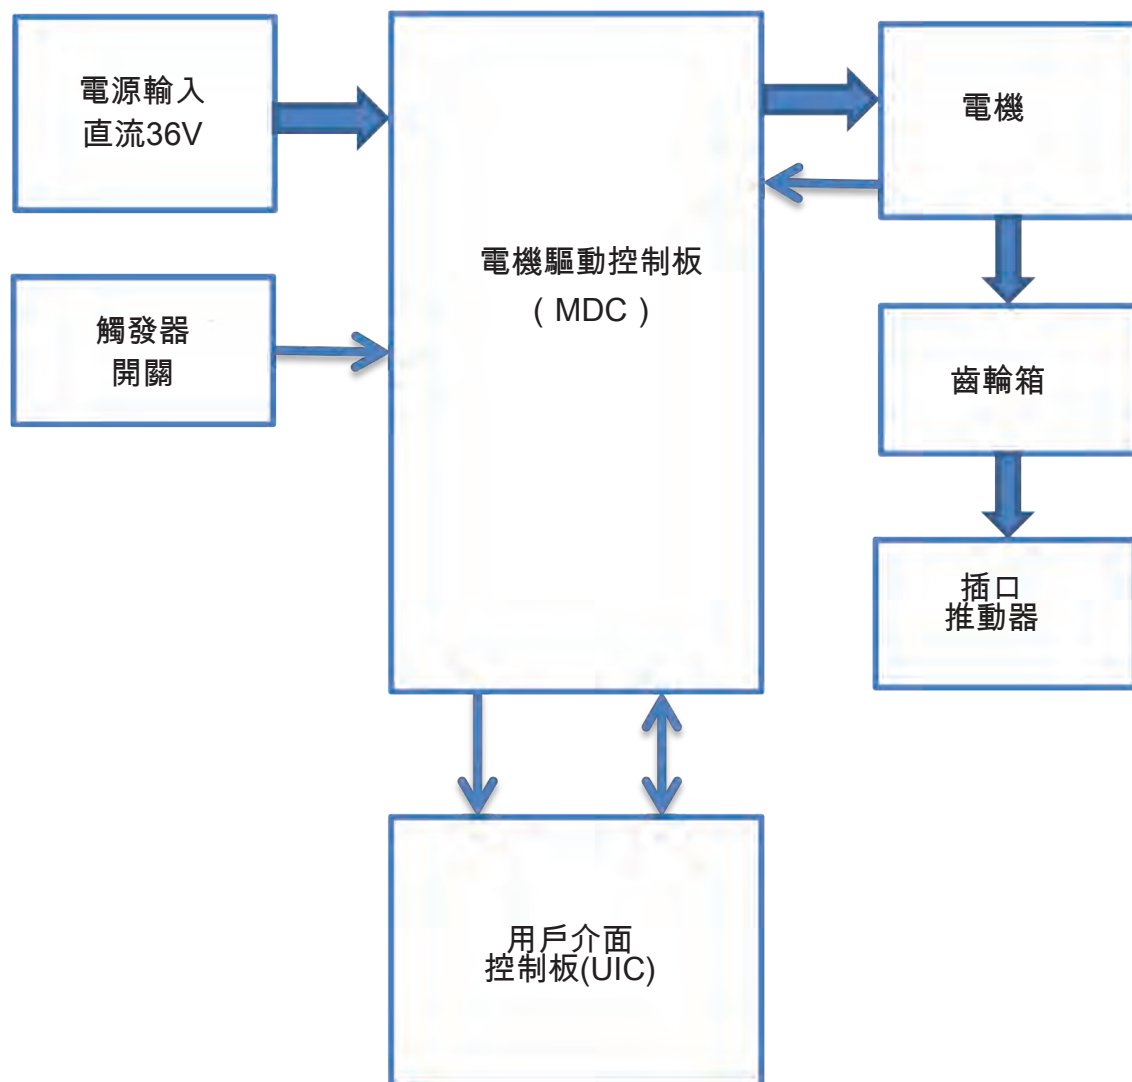 電源輸入
直流36V
電機
電機驅動控制板
（MDC）
觸發器
開關
齒輪箱
插口
推動器
用戶介面
控制板(UIC)